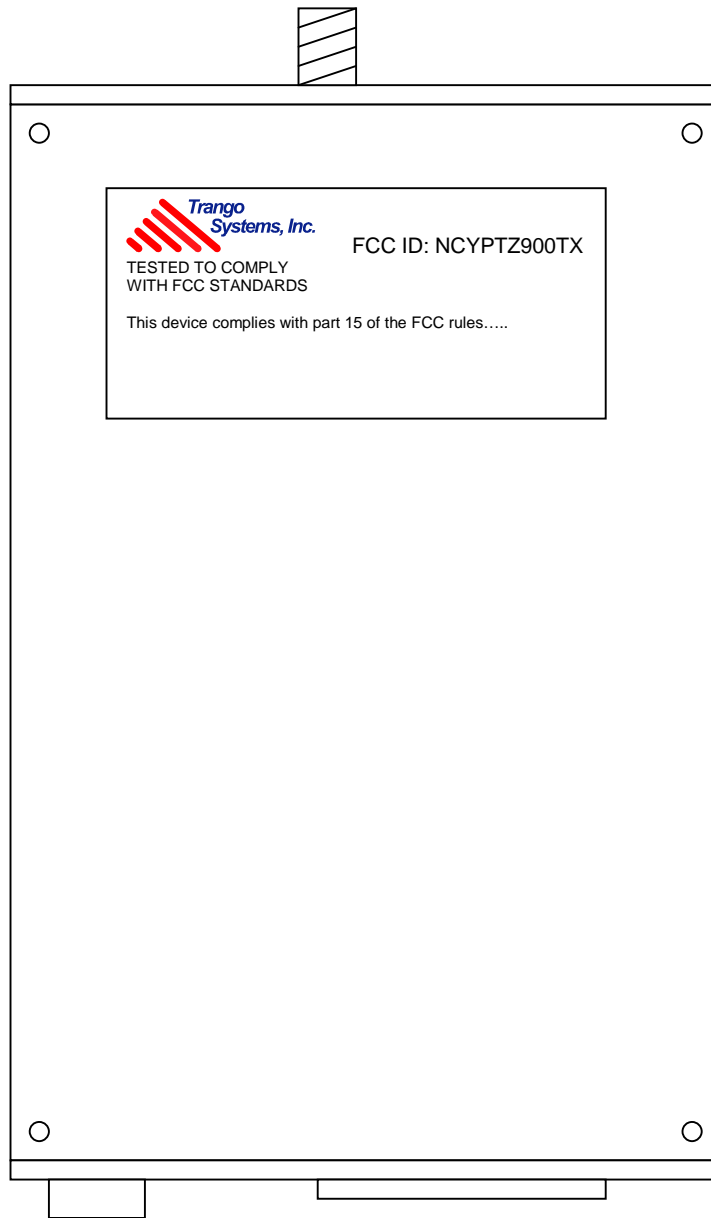 Trango
Systems, Inc.
FCC ID: NCYPTZ900TX
TESTED TO COMPLY
WITH FCC STANDARDS
This device complies with part 15 of the FCC rules…..